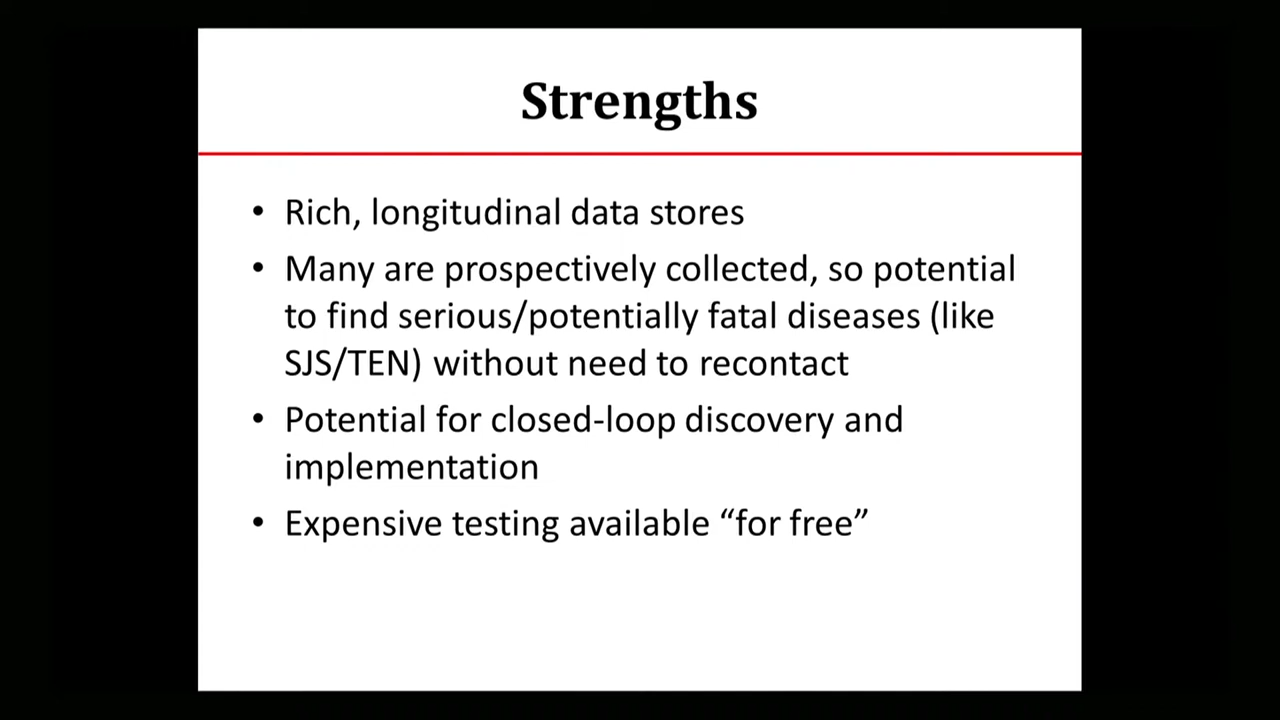 Strengths
• Rich, longitudinal data stores
• Many are prospectively collected, so potential
to find serious/potentially fatal diseases (like
SJS/TEN) without need to recontact
• Potential for closed-loop discovery and
implementation
• Expensive testing available “for free”